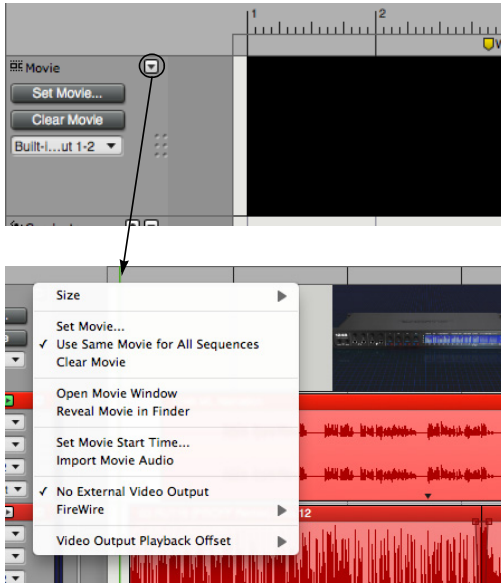 1
2
Movie
Set Movie...
Clear Movie
Built-i...ut 1-2
Size
Set Movie...
✓ Use Same Movie for All Sequences
Clear Movie
Open Movie Window
Reveal Movie in Finder
Set Movie Start Time...
Import Movie Audio
✓ No External Video Output
FireWire
12
Video Output Playback Offset